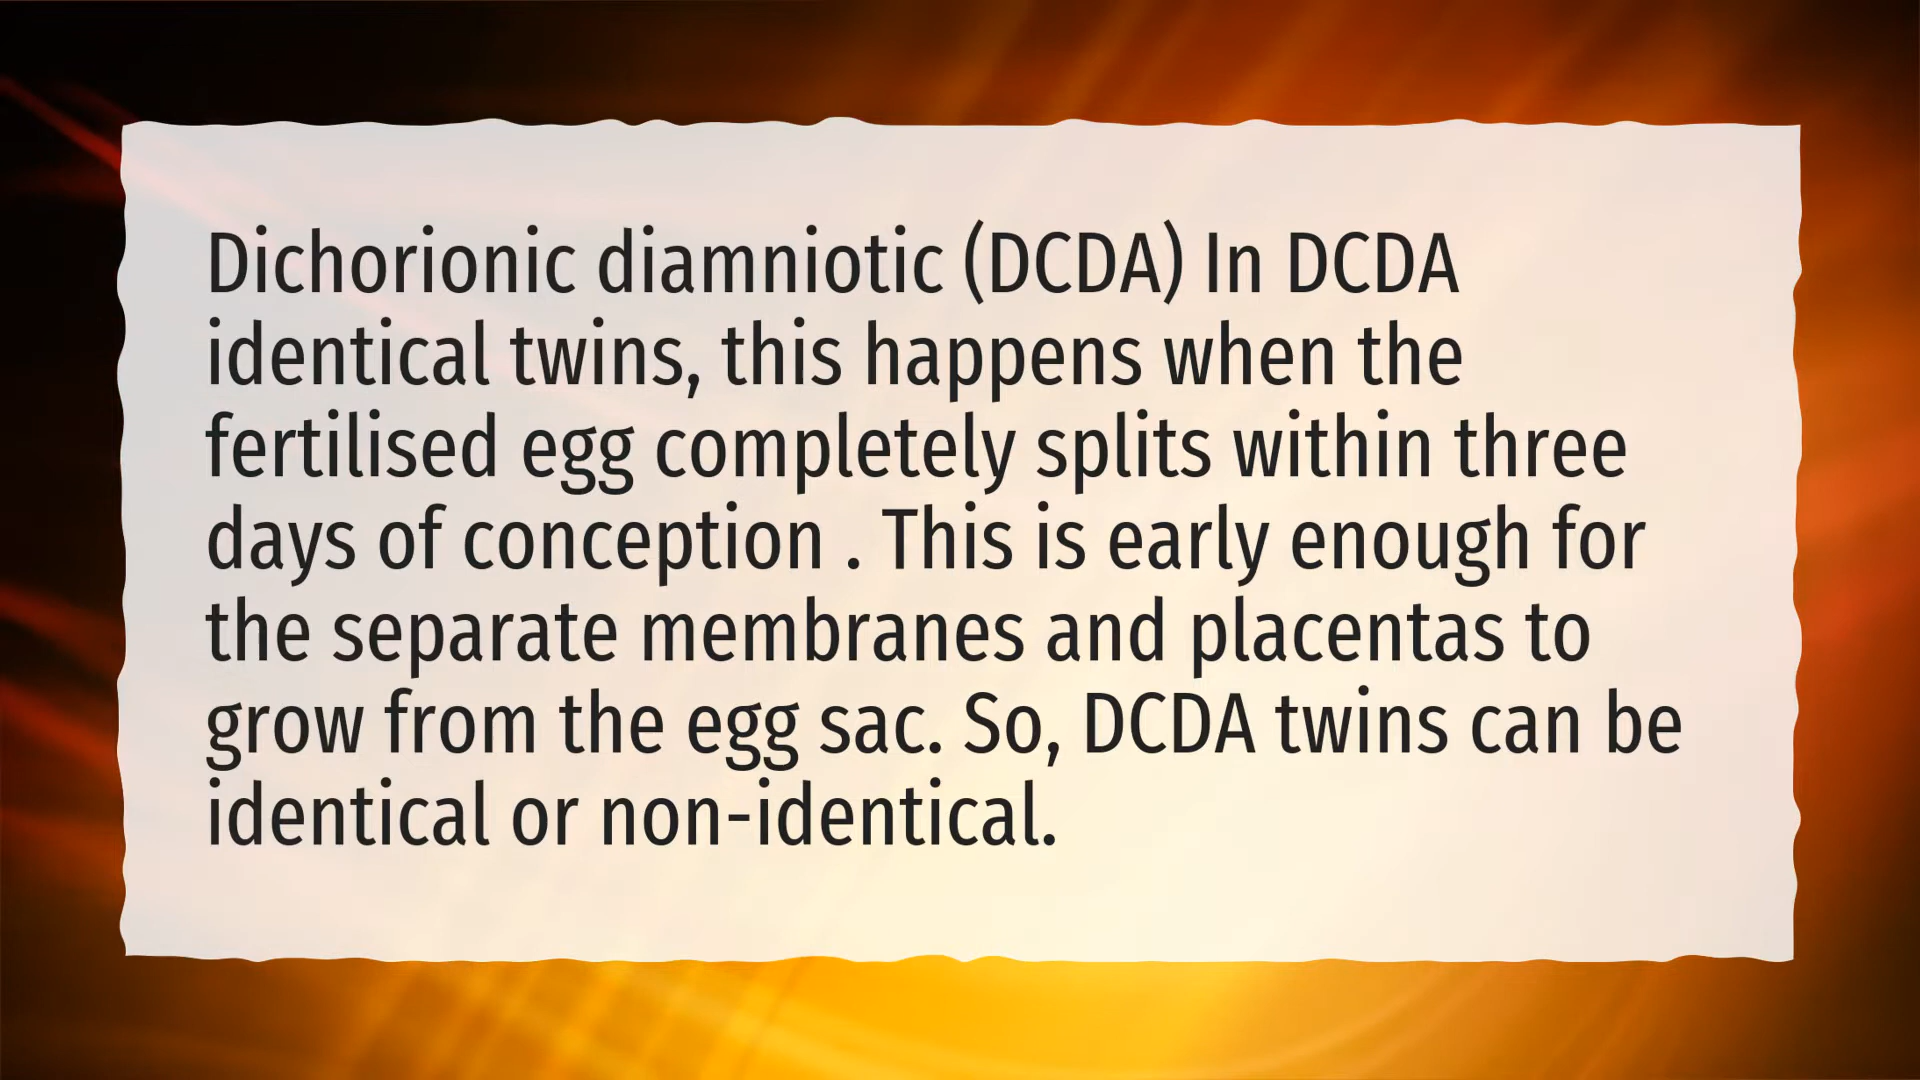 Dichorionic diamniotic (DCDA) In DCDA
identical twins, this happens when the
fertilised egg completely splits within three
days of conception . This is early enough for
the separate membranes and placentas to
grow from the egg sac. So, DCDA twins can be
identical or non-identical.